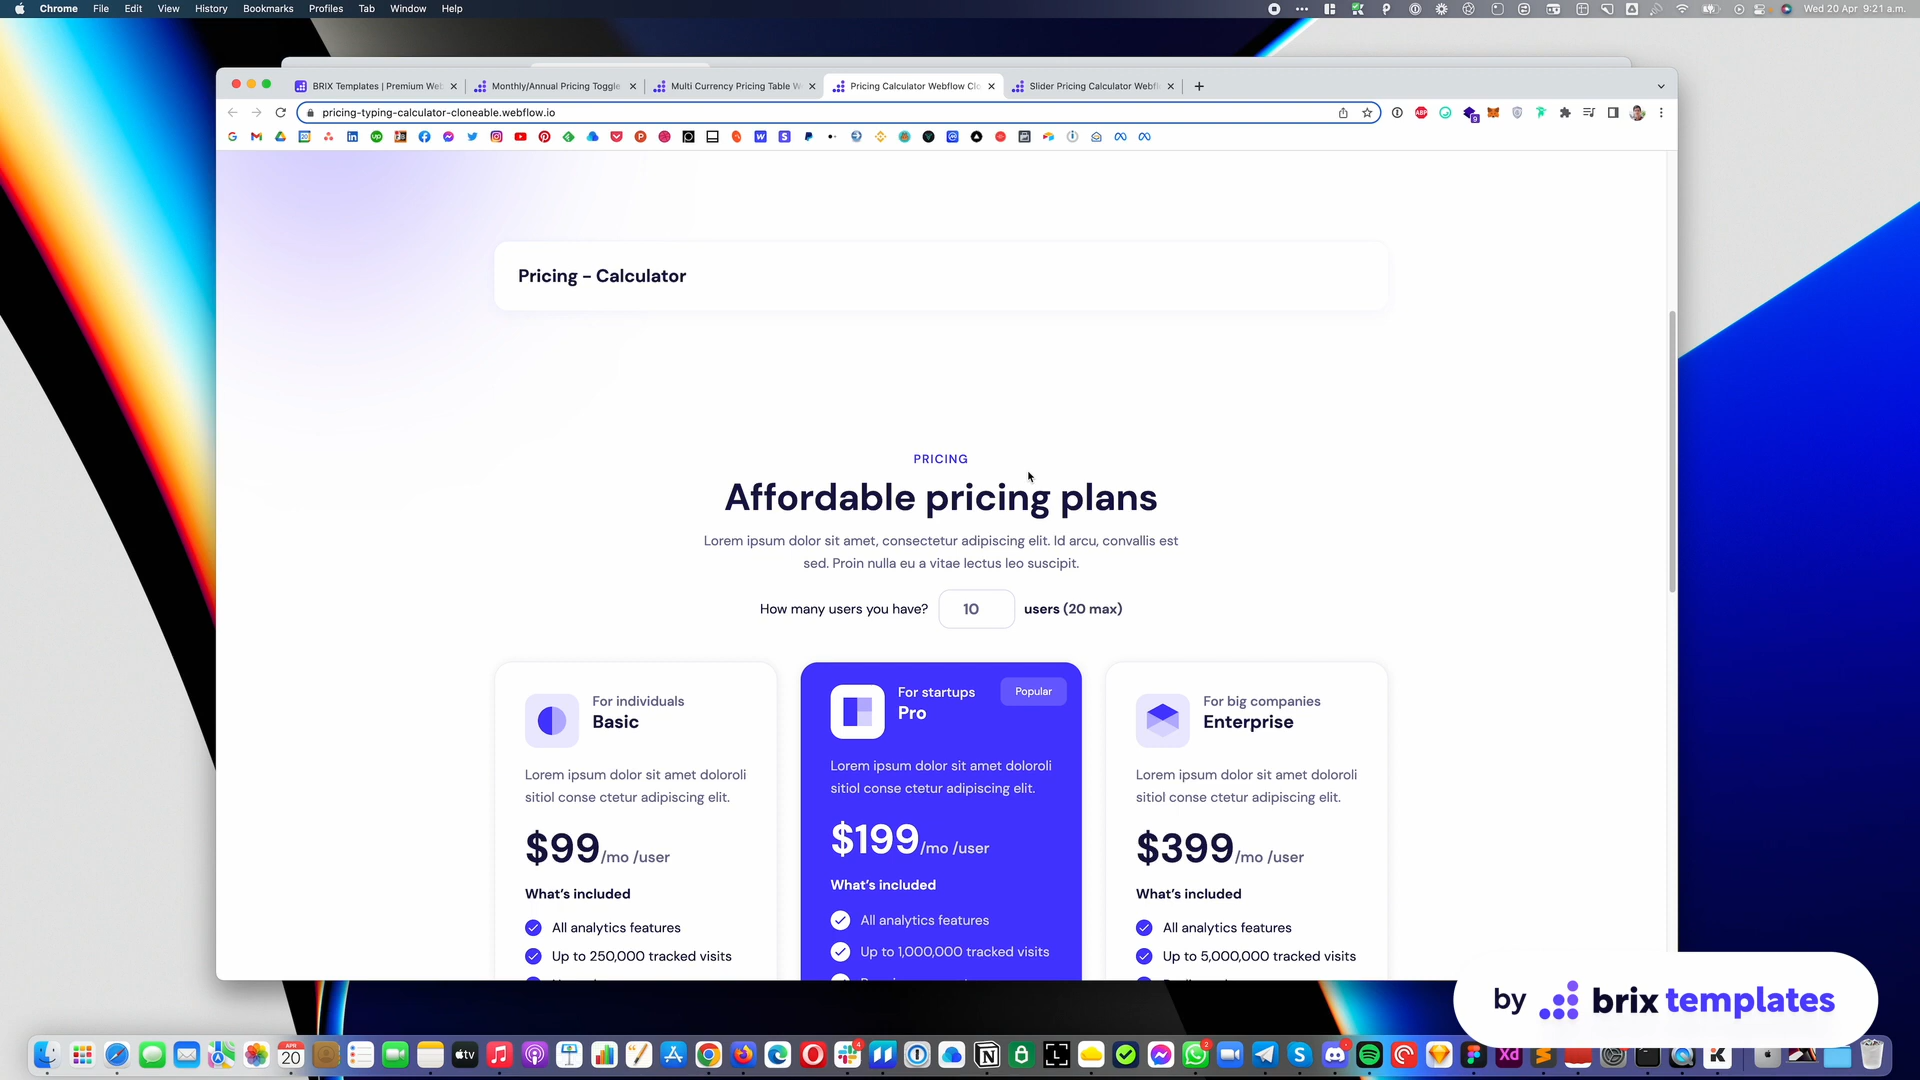 Chrome File Edit View History Bookmarks Profiles Tab Window Help
Wed 20 Apr 9:21 a.m.
BRIX Templates | Premium We
Monthly/Annual Pricing Toggle
Multi Currency Pricing Table W
Pricing Calculator Webflow Clo
Slider Pricing Calculator Webfl
pricing-typing-calculator-cloneable.webflow.io
Pricing – Calculator
PRICING
Affordable pricing plans
Lorem ipsum dolor sit amet, consectetur adipiscing elit. Id arcu, convallis est
sed. Proin nulla eu a vitae lectus leo suscipit.
How many users you have? 10 users (20 max)
For individuals
Basic
Lorem ipsum dolor sit amet doloroli
sitiol conse ctetur adipiscing elit.
$99/mo /user
What's included
All analytics features
Up to 250,000 tracked visits
For startups
Pro
Popular
Lorem ipsum dolor sit amet doloroli
sitiol conse ctetur adipiscing elit.
$199/mo /user
What's included
All analytics features
Up to 1,000,000 tracked visits
For big companies
Enterprise
Lorem ipsum dolor sit amet doloroli
sitiol conse ctetur adipiscing elit.
$399/mo /user
What's included
All analytics features
Up to 5,000,000 tracked visits
by brix templates
APR
20
tv
4
2
Xd